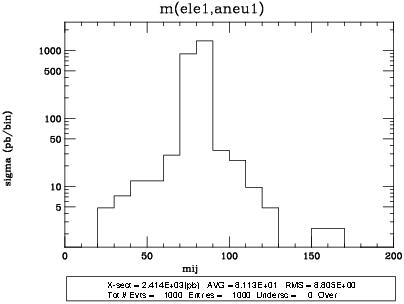 m(ele1,aneu1)
sigma (pb/bin)
1000
500
100
50
10
5
0 50 100 150 200
mij
X-sect = 2.414E+03(pb) AVG = 8.113E+01 RMS = 8.805E+00
Tot # Evts = 1000 Entries = 1000 Undersc = 0 Over